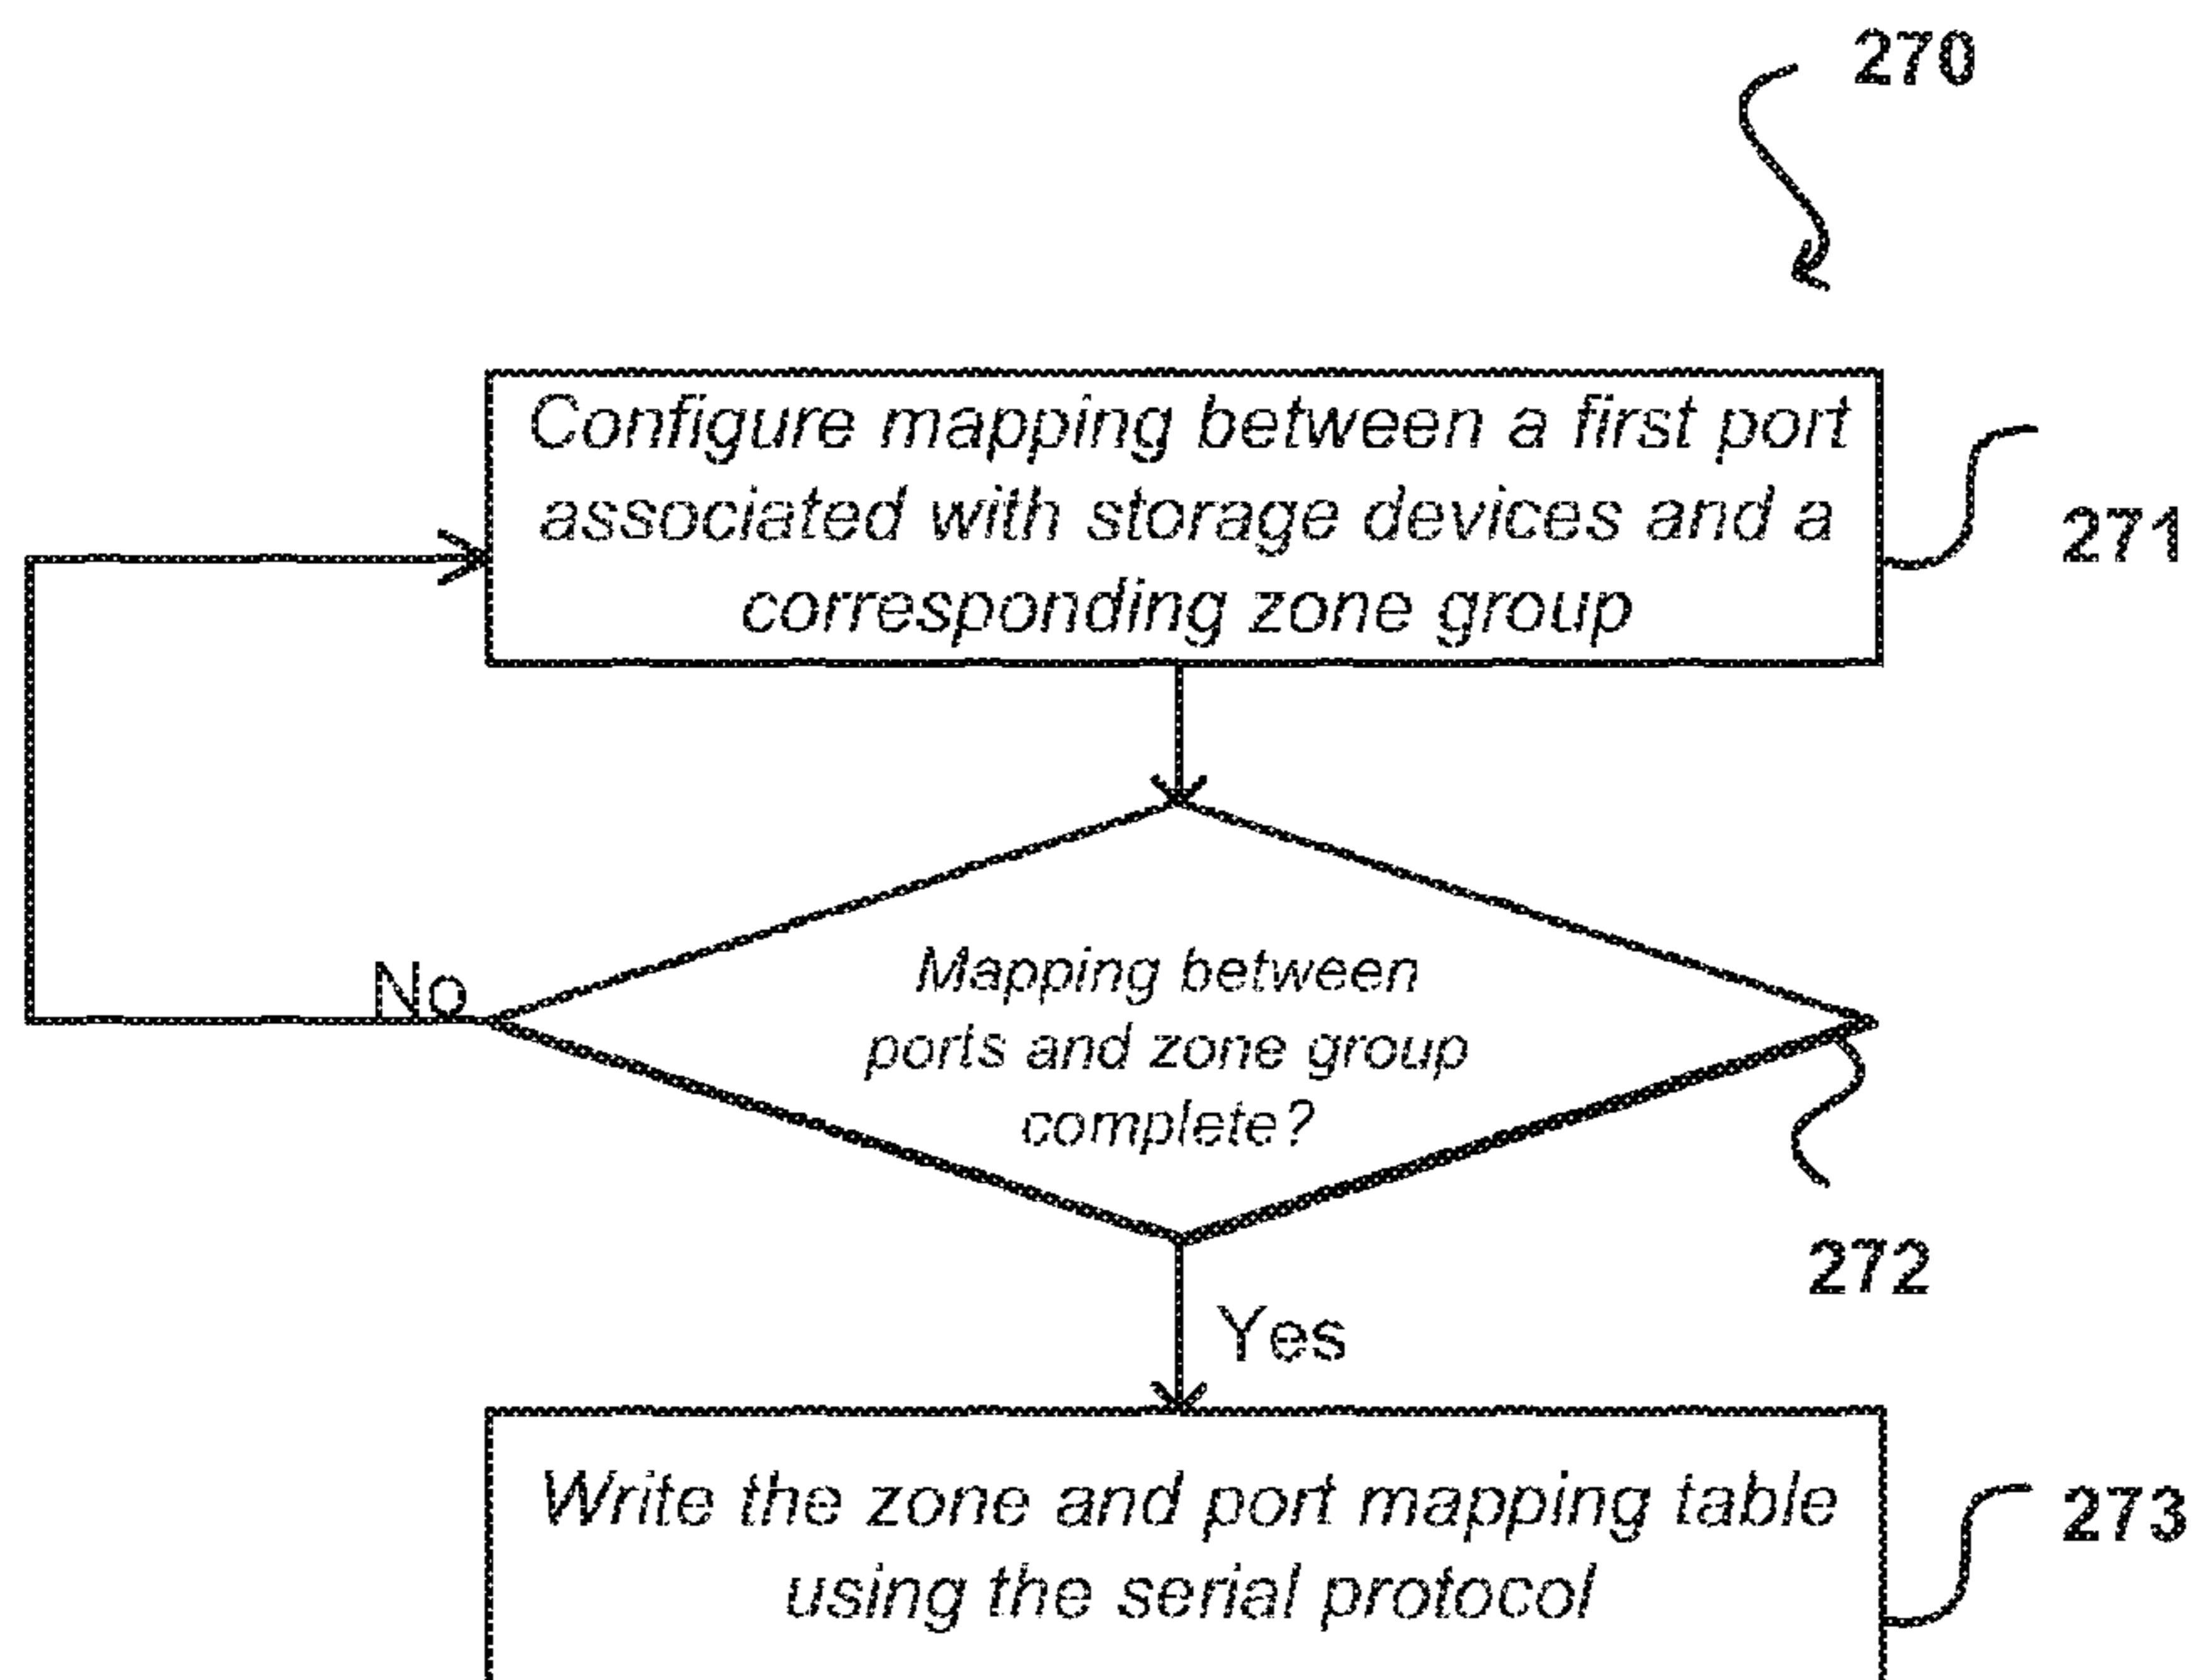 270
Configure mapping between a first port
associated with storage devices and a
corresponding zone group
271
Mapping between
ports and zone group
complete?
No
272
Yes
Write the zone and port mapping table
using the serial protocol
273